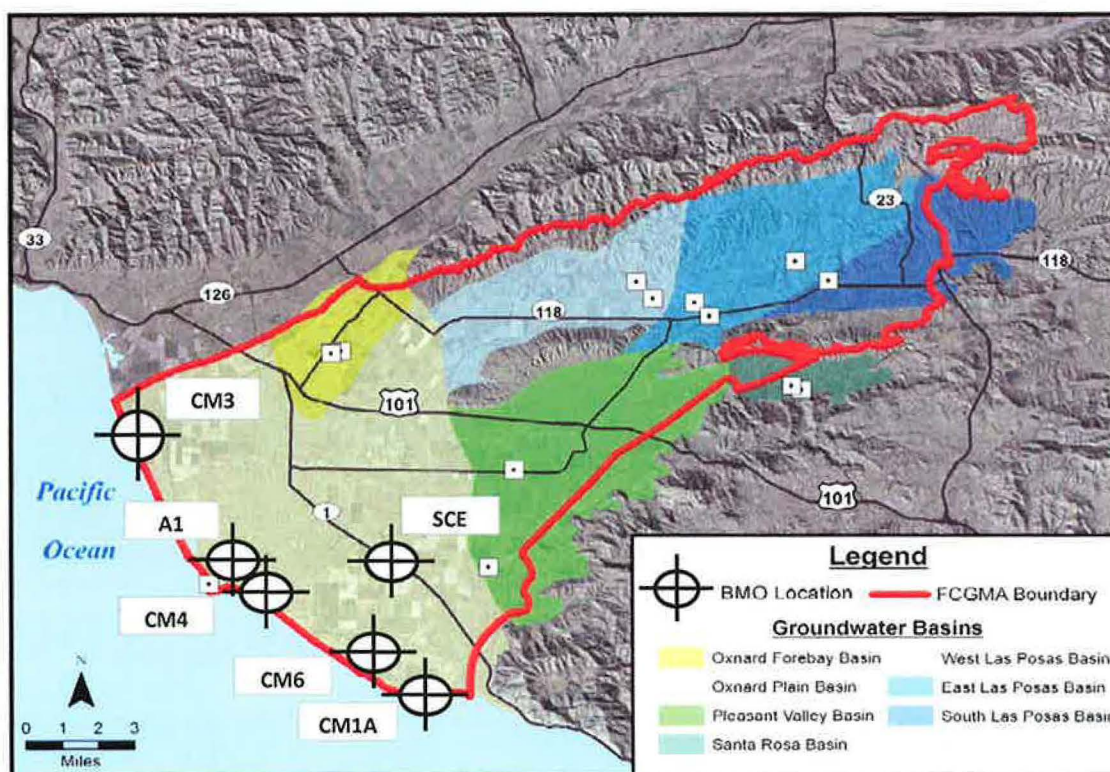 33
126
23
118
118
CM3
101
Pacific
Ocean
A1
1
SCE
101
CM4
CM6
CM1A
N
0 1 2 3
Miles
Legend
BMO Location
FCGMA Boundary
Groundwater Basins
Oxnard Forebay Basin
West Las Posas Basin
Oxnard Plain Basin
East Las Posas Basin
Pleasant Valley Basin
South Las Posas Basin
Santa Rosa Basin